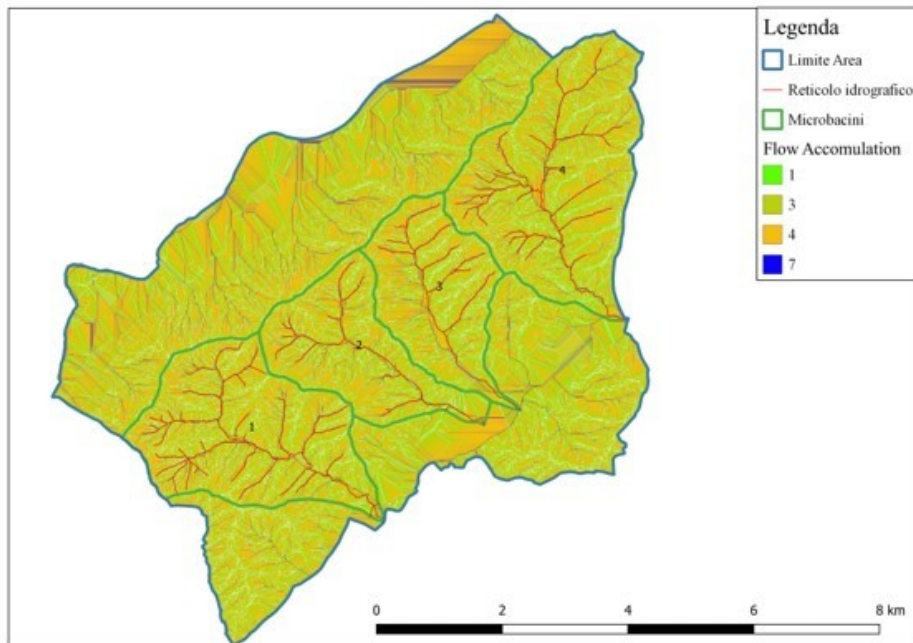 Legenda
Limite Area
Reticolo idrografico
Microbacini
Flow Accomulation
1
3
4
7
4
3
2
1
0 2 4 6 8 km